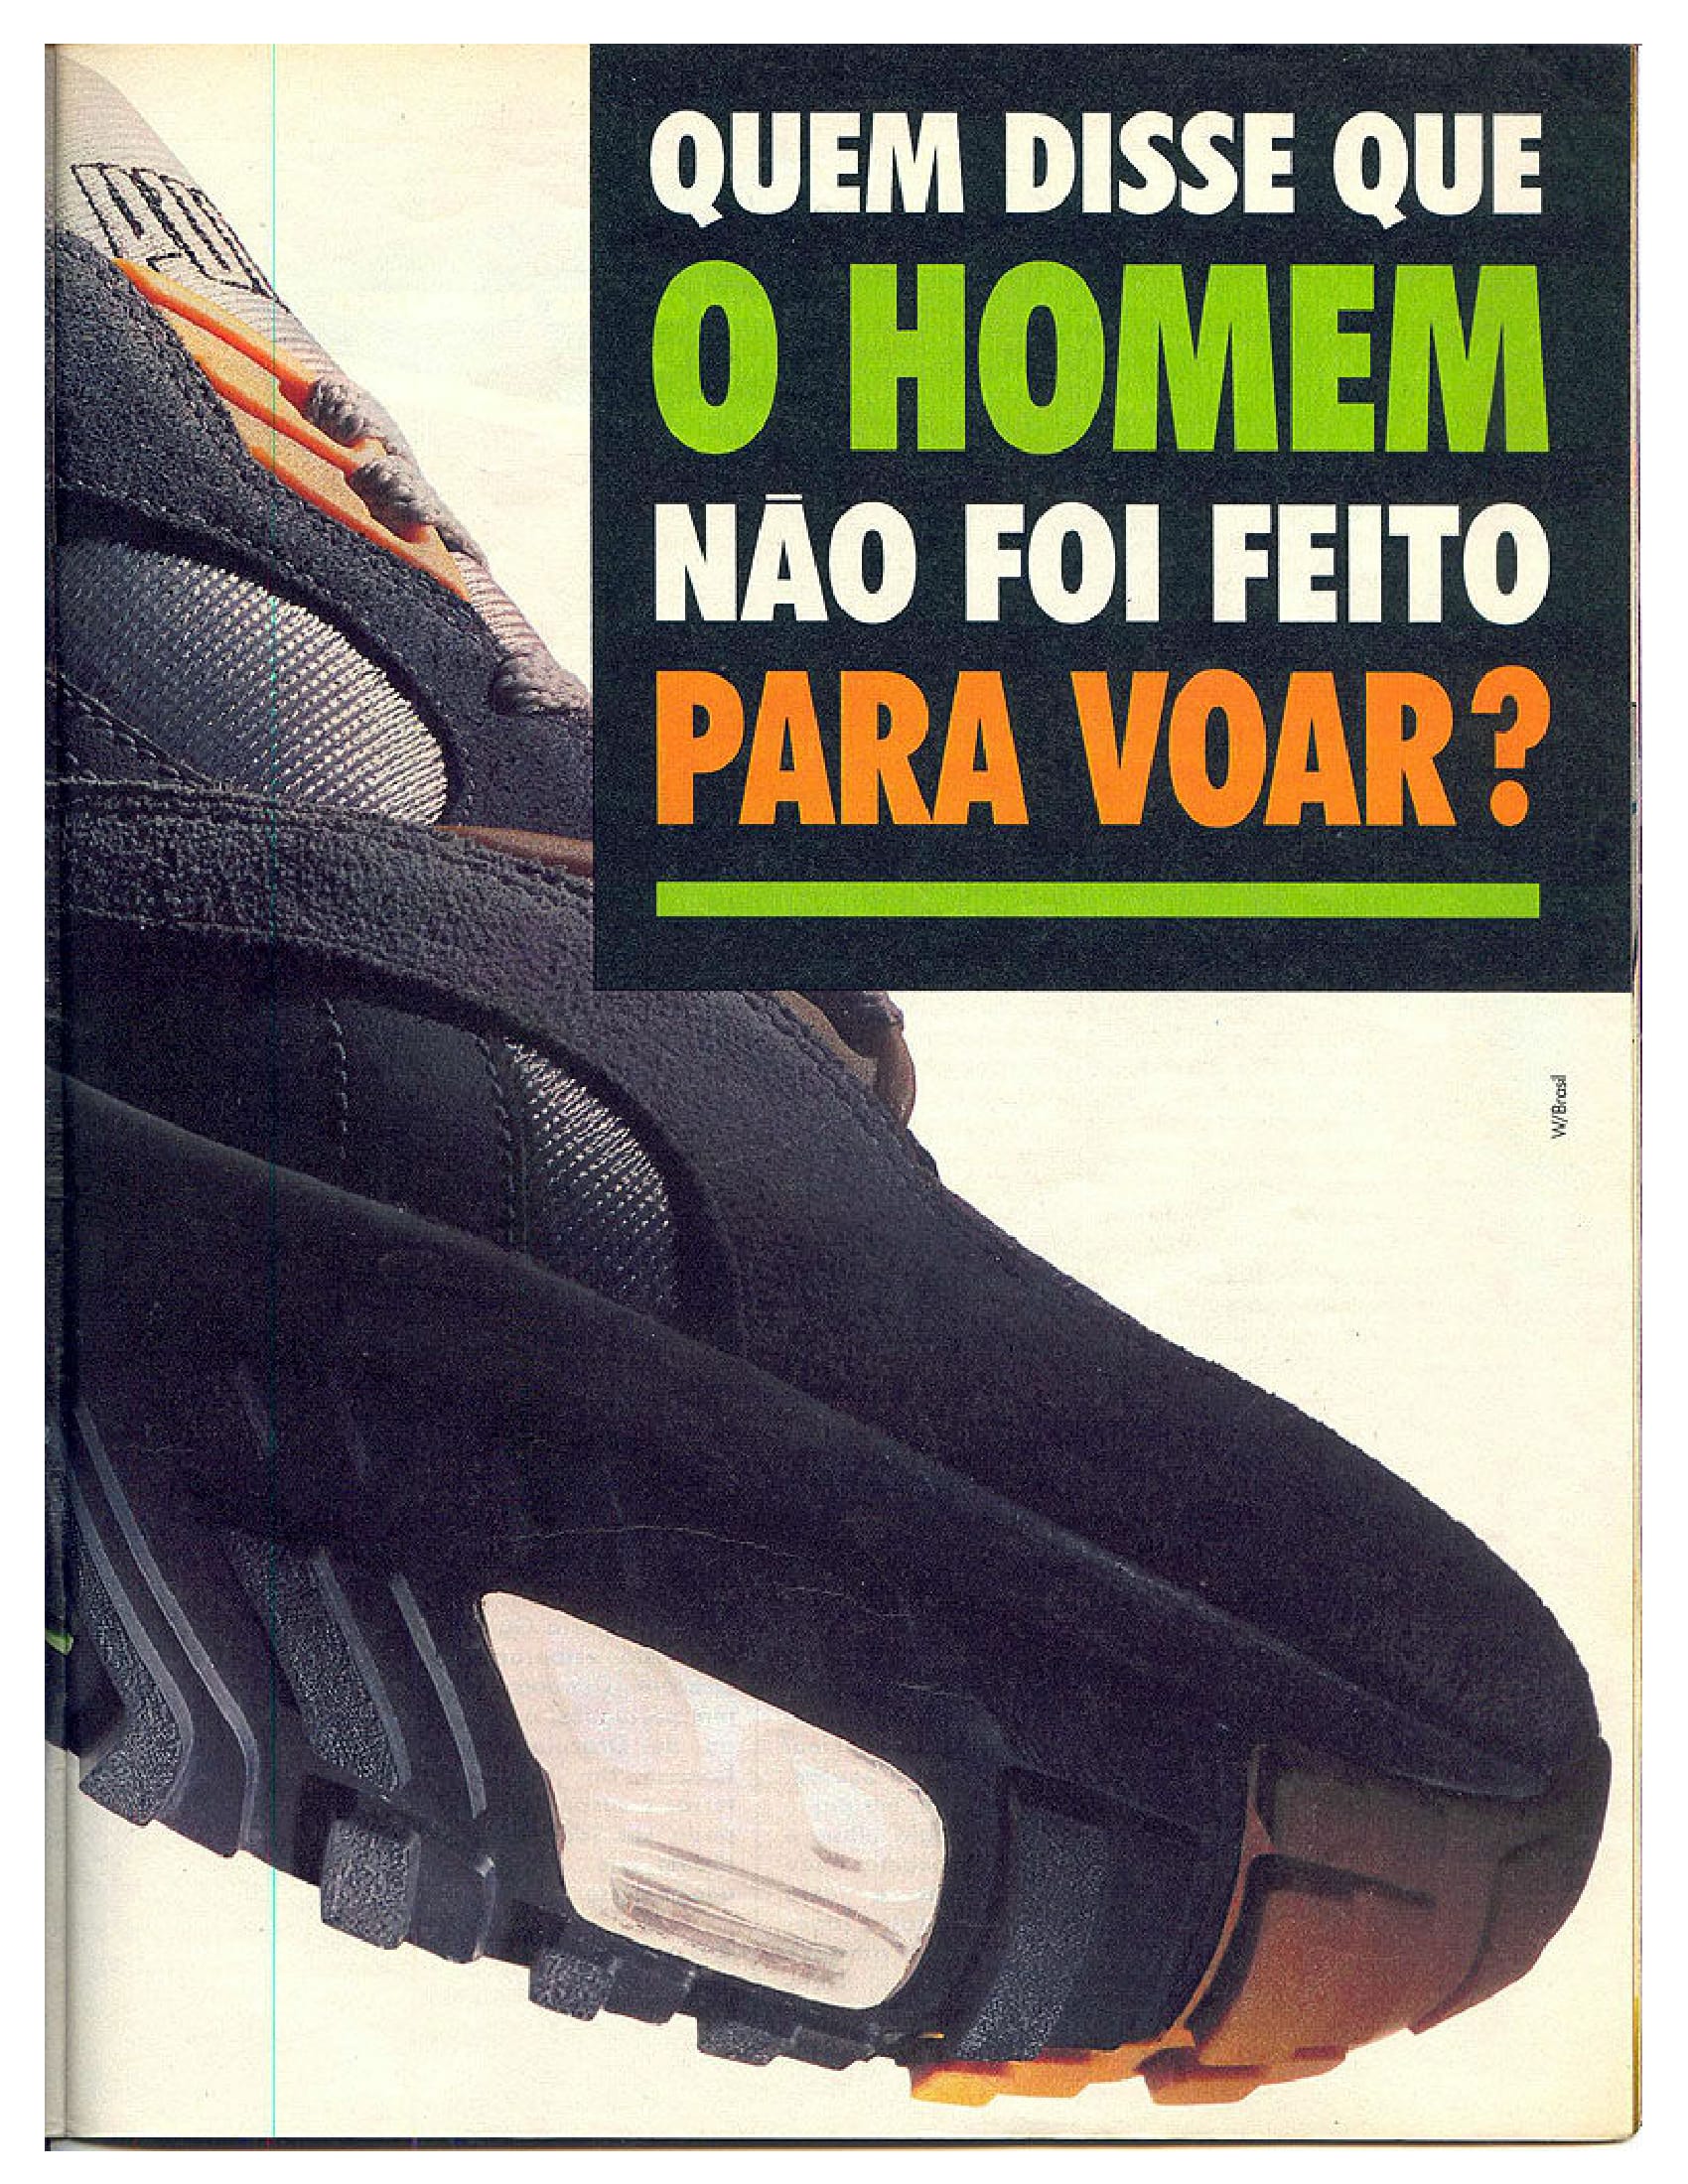 QUEM DISSE QUE
O HOMEM
NÃO FOI FEITO
PARA VOAR?
W/Brasil